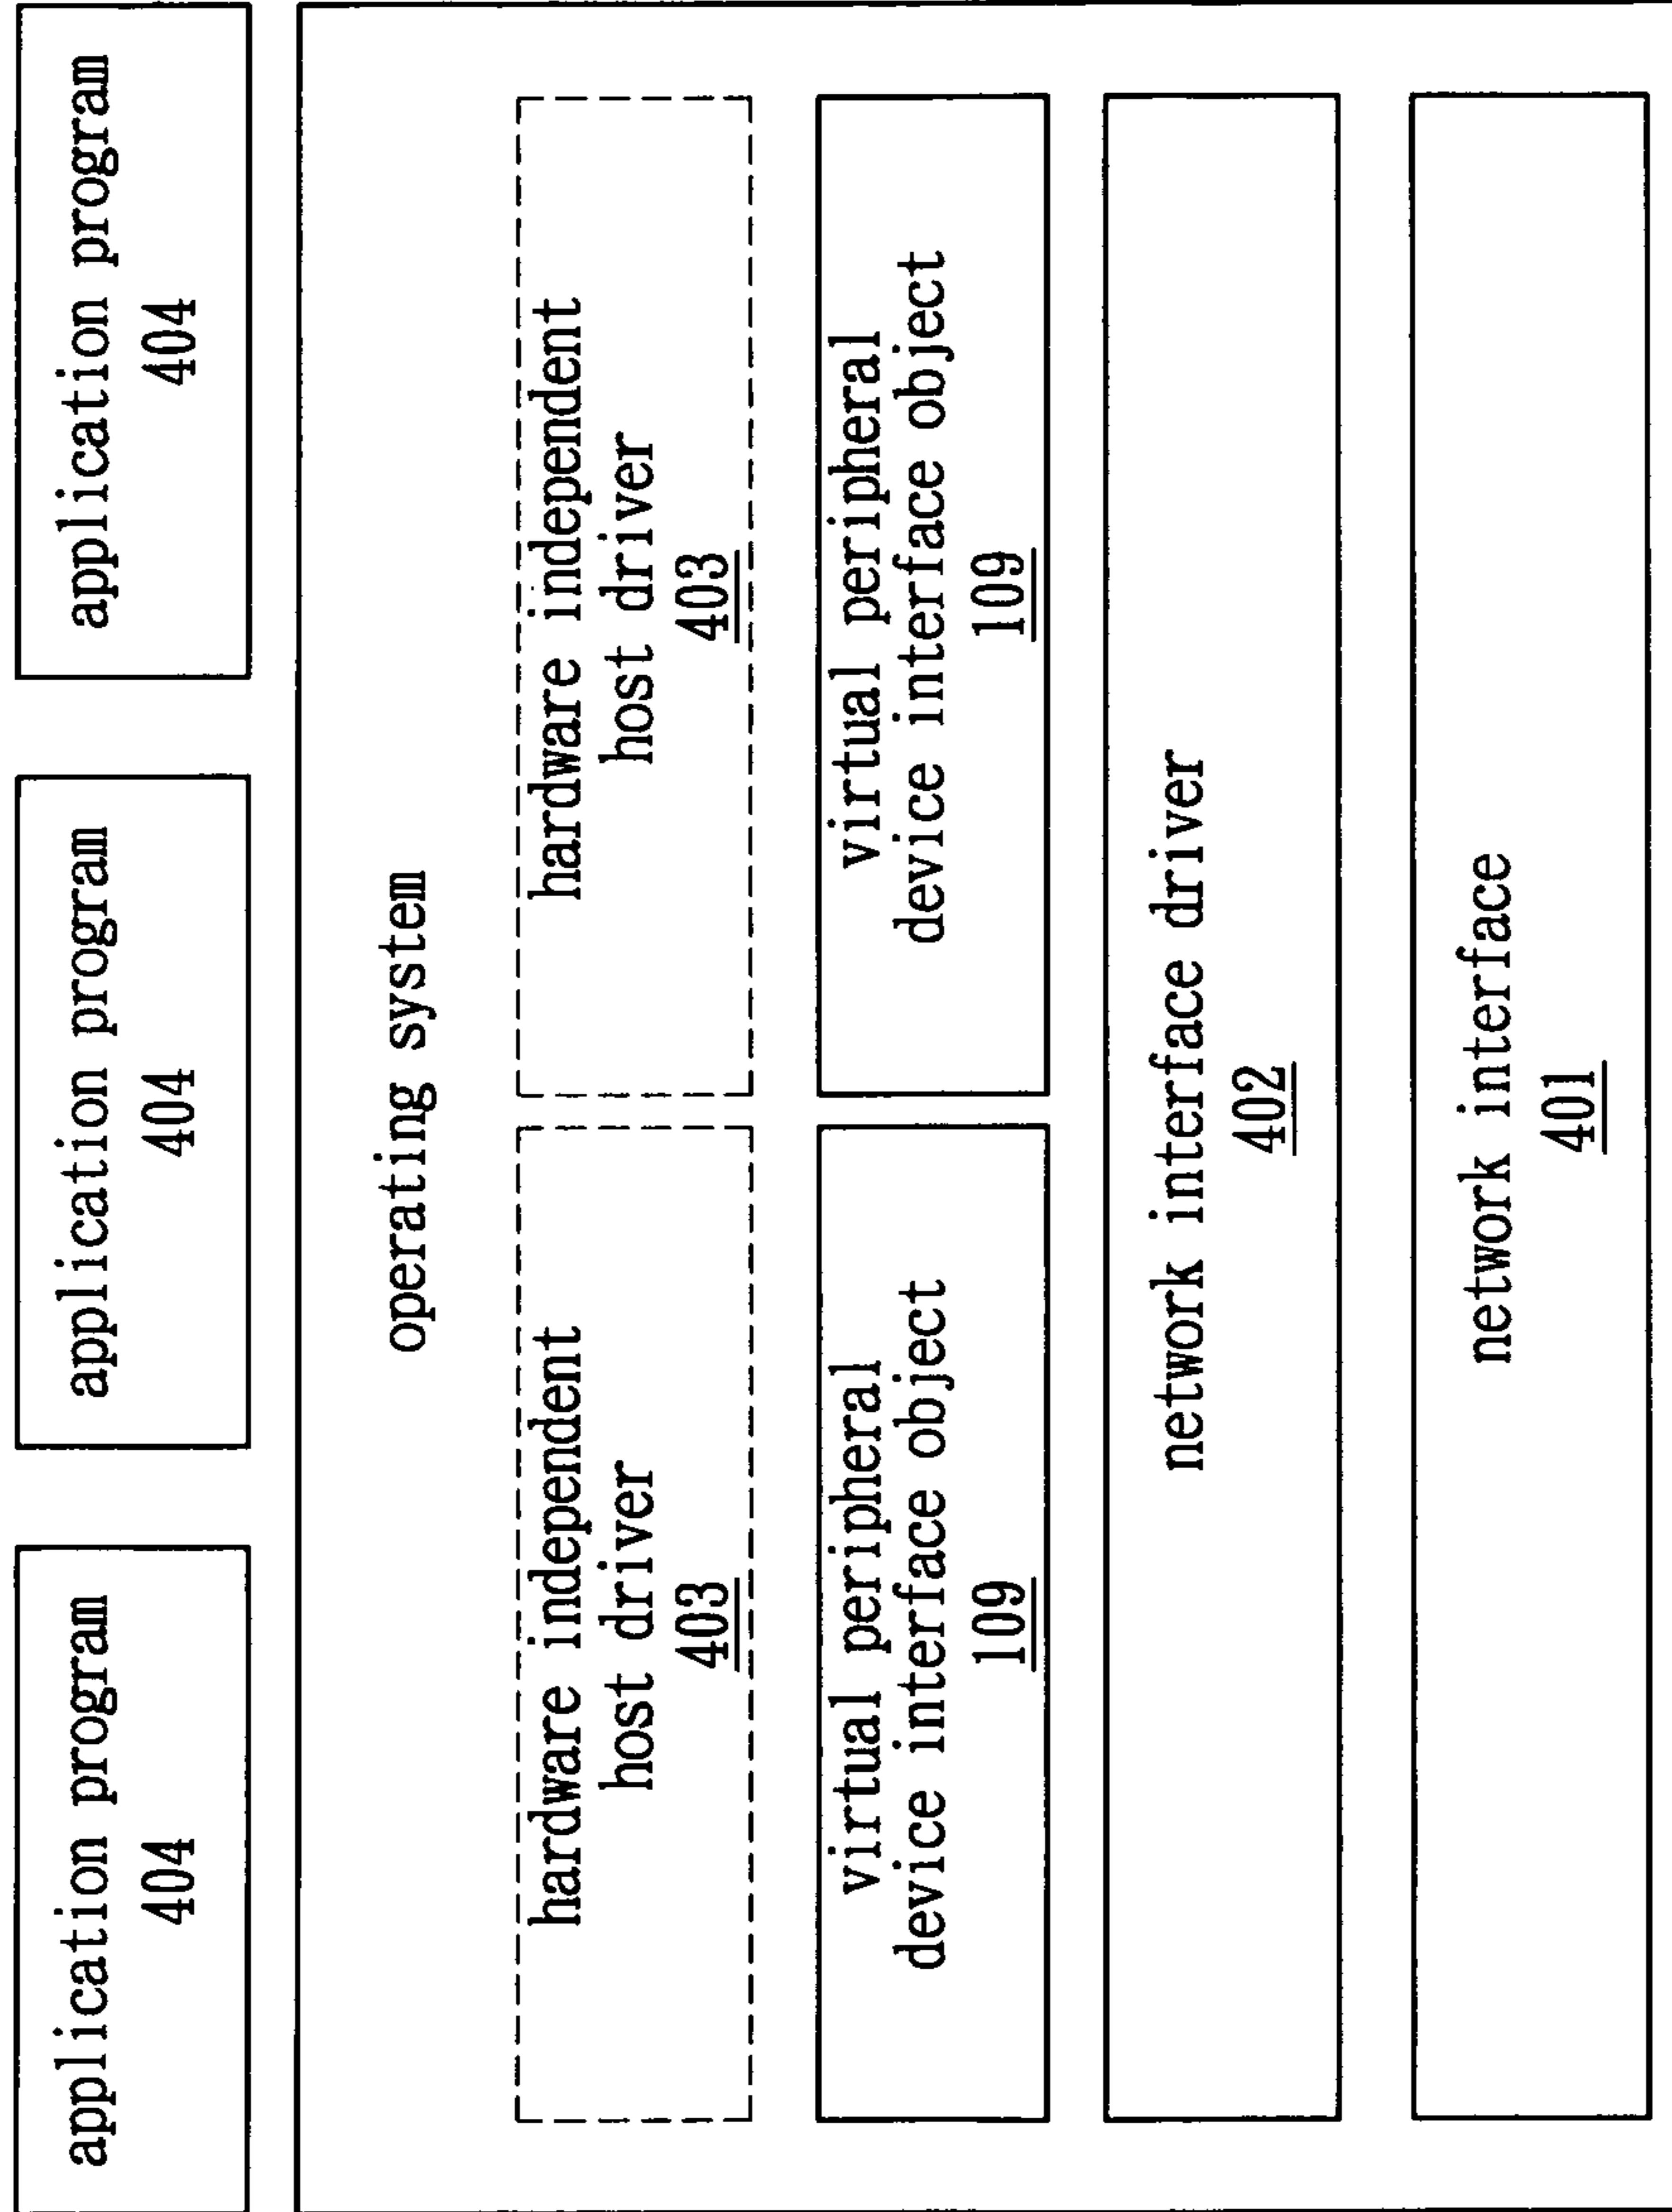 application program
404
application program
404
application program
404
operating system
hardware independent
host driver
403
hardware independent
host driver
403
virtual peripheral
device interface object
109
virtual peripheral
device interface object
109
network interface driver
402
network interface
401